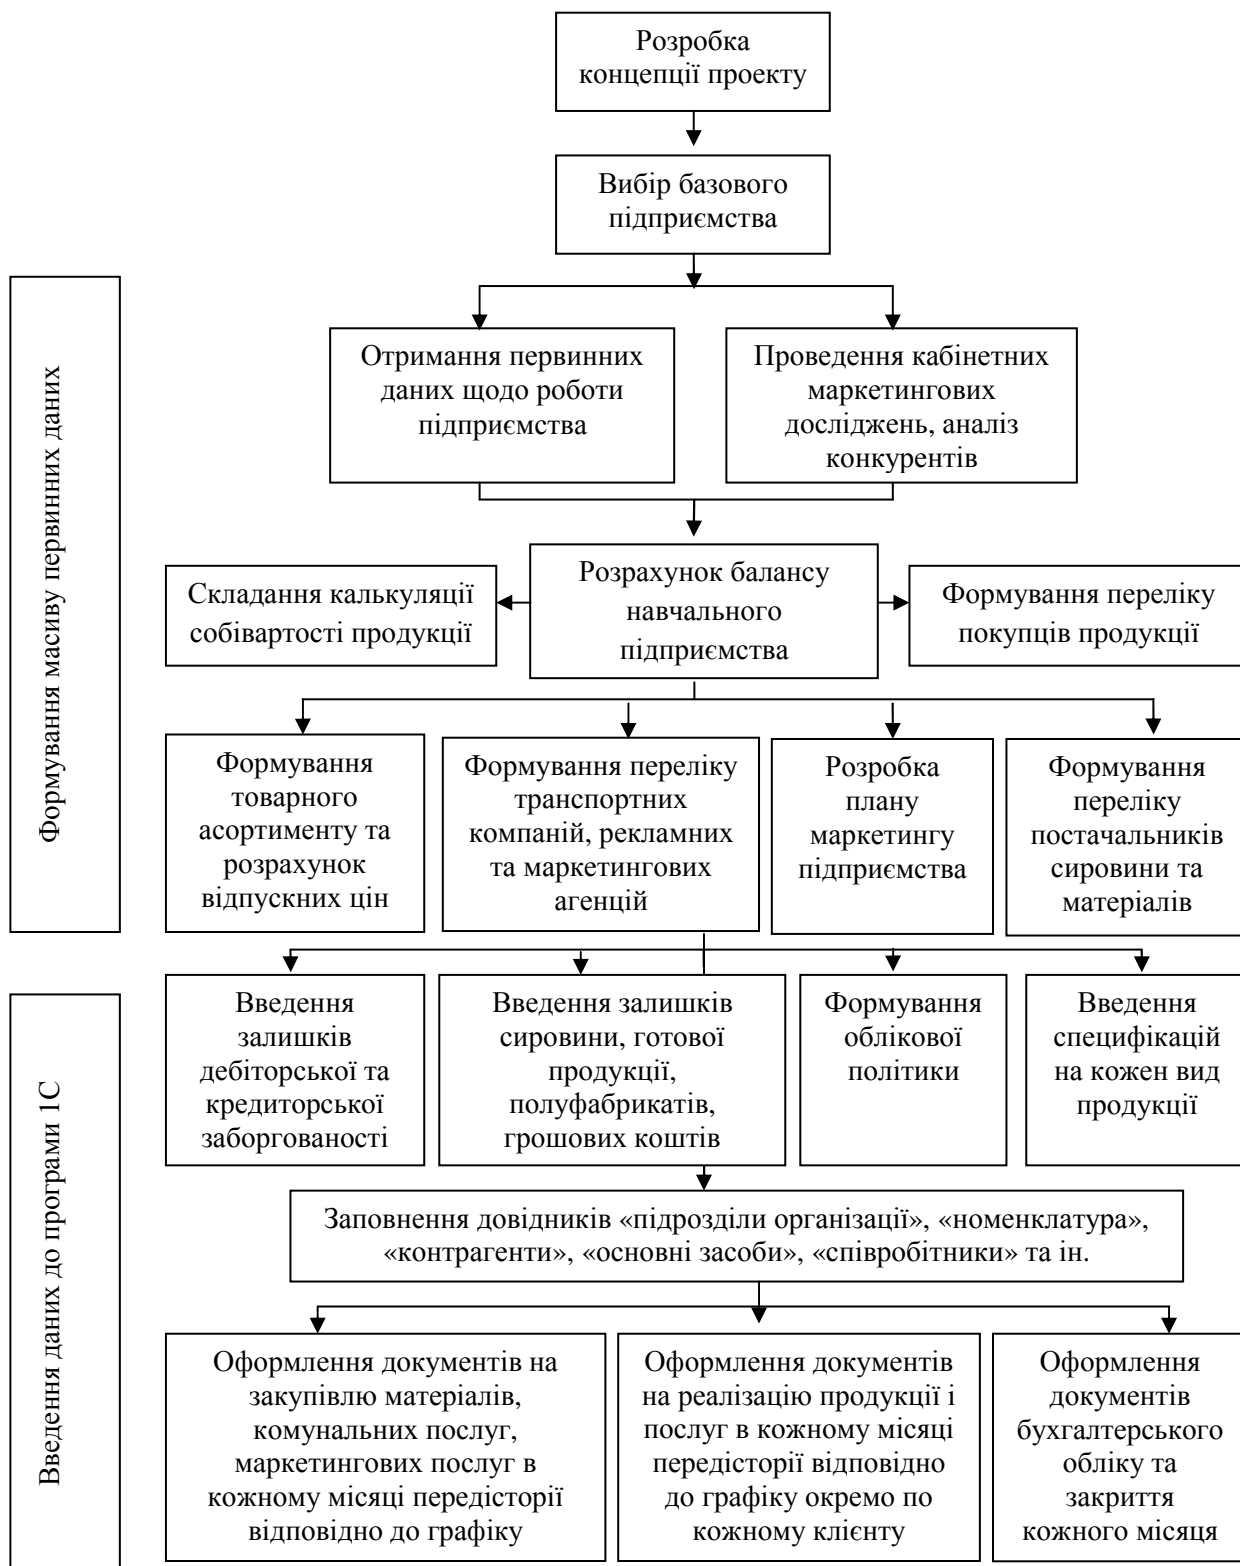 Розробка
концепції проекту
Вибір базового
підприємства
Формування масиву первинних даних
Отримання первинних
даних щодо роботи
підприємства
Проведення кабінетних
маркетингових
досліджень, аналіз
конкурентів
Складання калькуляції
собівартості продукції
Розрахунок балансу
навчального
підприємства
Формування переліку
покупців продукції
Формування
товарного
асортименту та
розрахунок
відпускних цін
Формування переліку
транспортних
компаній, рекламних
та маркетингових
агенцій
Розробка
плану
маркетингу
підприємства
Формування
переліку
постачальників
сировини та
матеріалів
Введення даних до програми 1С
Введення
залишків
дебіторської та
кредиторської
заборгованості
Введення залишків
сировини, готової
продукції,
полуфабрикатів,
грошових коштів
Формування
облікової
політики
Введення
специфікацій
на кожен вид
продукції
Заповнення довідників «підрозділи організації», «номенклатура»,
«контрагенти», «основні засоби», «співробітники» та ін.
Оформлення документів на
закупівлю матеріалів,
комунальних послуг,
маркетингових послуг в
кожному місяці передісторії
відповідно до графіку
Оформлення документів
на реалізацію продукції і
послуг в кожному місяці
передісторії відповідно
до графіку окремо по
кожному клієнту
Оформлення
документів
бухгалтерського
обліку та
закриття
кожного місяця